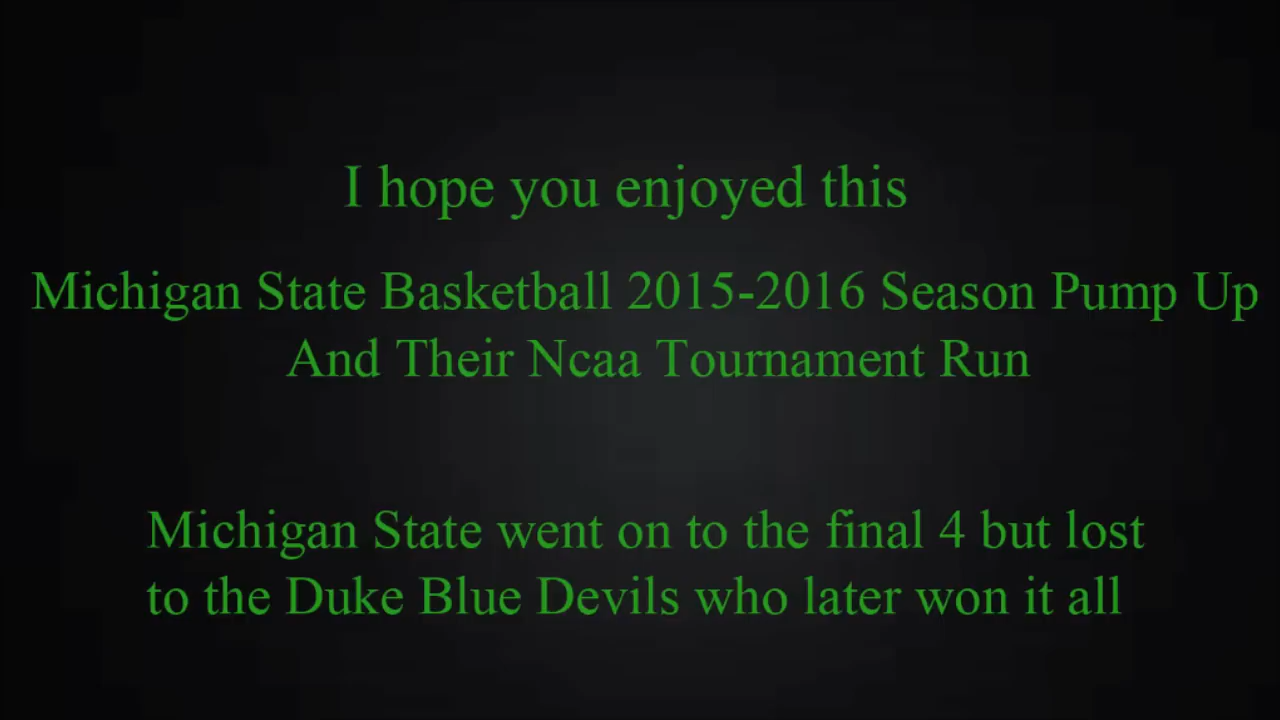 I hope you enjoyed this
Michigan State Basketball 2015-2016 Season Pump Up
And Their Ncaa Tournament Run
Michigan State went on to the final 4 but lost
to the Duke Blue Devils who later won it all